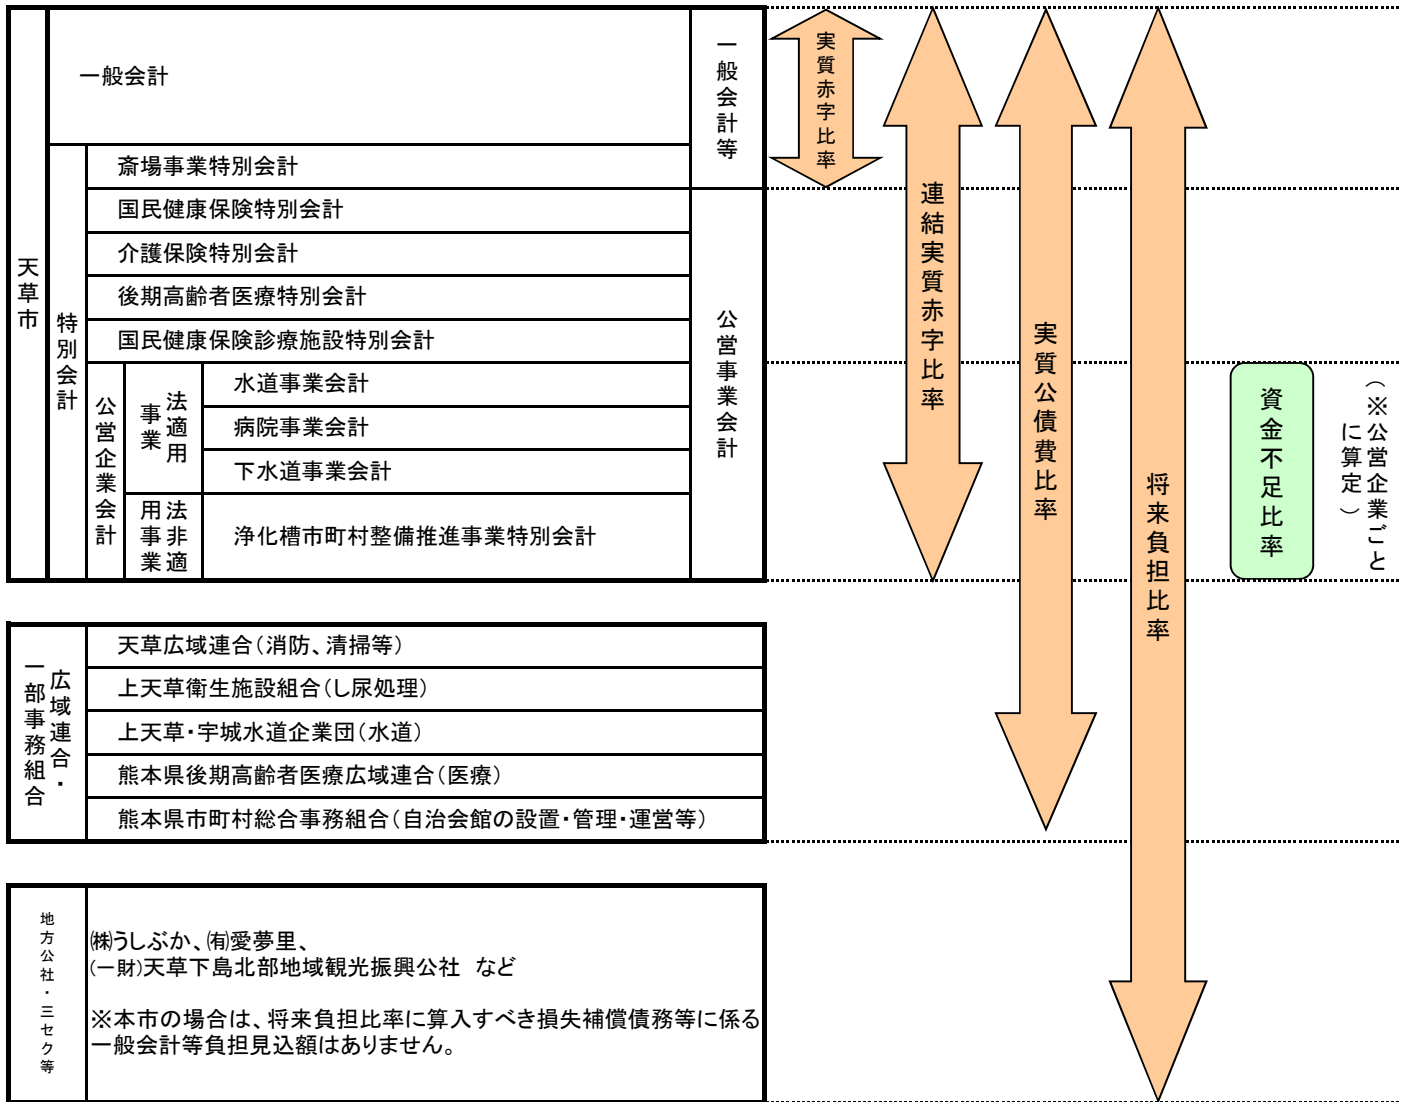 天草市
一般会計
一般会計等
特別会計
斎場事業特別会計
国民健康保険特別会計
介護保険特別会計
後期高齢者医療特別会計
国民健康保険診療施設特別会計
公営事業会計
公営企業会計
法適用
事業
水道事業会計
病院事業会計
下水道事業会計
法非適
用事業
浄化槽市町村整備推進事業特別会計
実質赤字比率
連結実質赤字比率
実質公債費比率
将来負担比率
資金不足比率
（※公営企業ごと
に算定）
広域連合・
一部事務組合
天草広域連合（消防、清掃等）
上天草衛生施設組合（し尿処理）
上天草・宇城水道企業団（水道）
熊本県後期高齢者医療広域連合（医療）
熊本県市町村総合事務組合（自治会館の設置・管理・運営等）
地方公社・三セク等
㈱うしぶか、㈲愛夢里、
(一財)天草下島北部地域観光振興公社 など
※本市の場合は、将来負担比率に算入すべき損失補償債務等に係る
一般会計等負担見込額はありません。